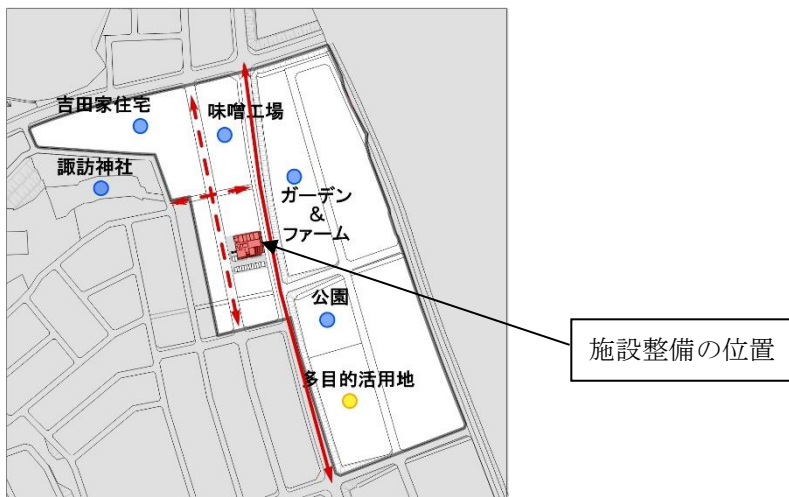 吉田家住宅
味噌工場
諏訪神社
ガーデン
&
ファーム
公園
施設整備の位置
多目的活用地